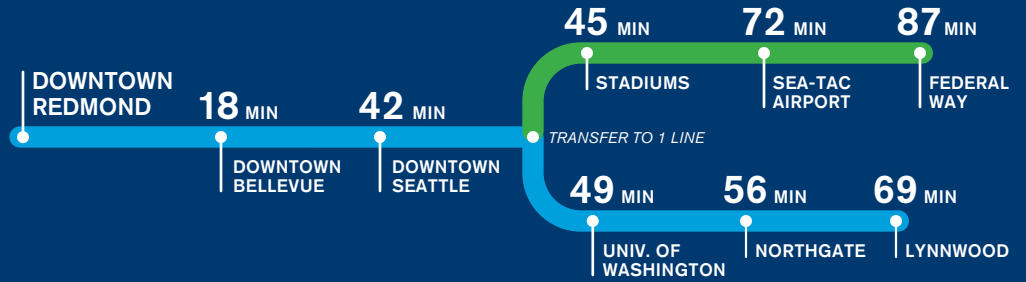 DOWNTOWN
REDMOND
18 MIN
DOWNTOWN
BELLEVUE
42 MIN
DOWNTOWN
SEATTLE
TRANSFER TO 1 LINE
45 MIN
STADIUMS
72 MIN
SEA-TAC
AIRPORT
87 MIN
FEDERAL
WAY
49 MIN
UNIV. OF
WASHINGTON
56 MIN
NORTHGATE
69 MIN
LYNNWOOD